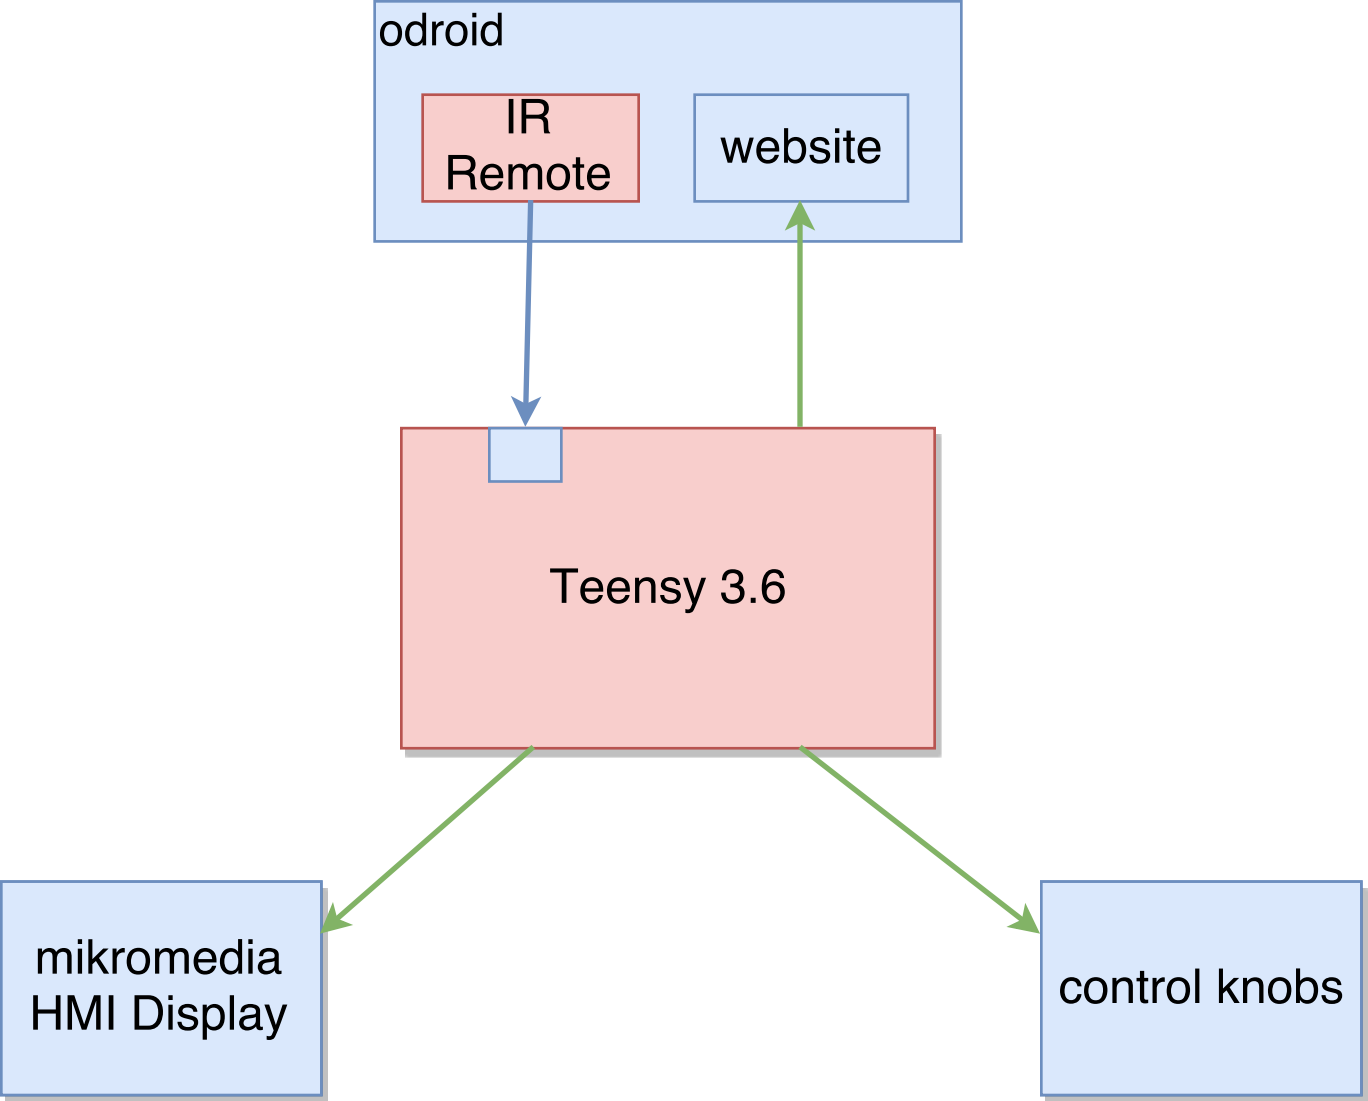 odroid
IR
Remote
website
Teensy 3.6
mikromedia
HMI Display
control knobs